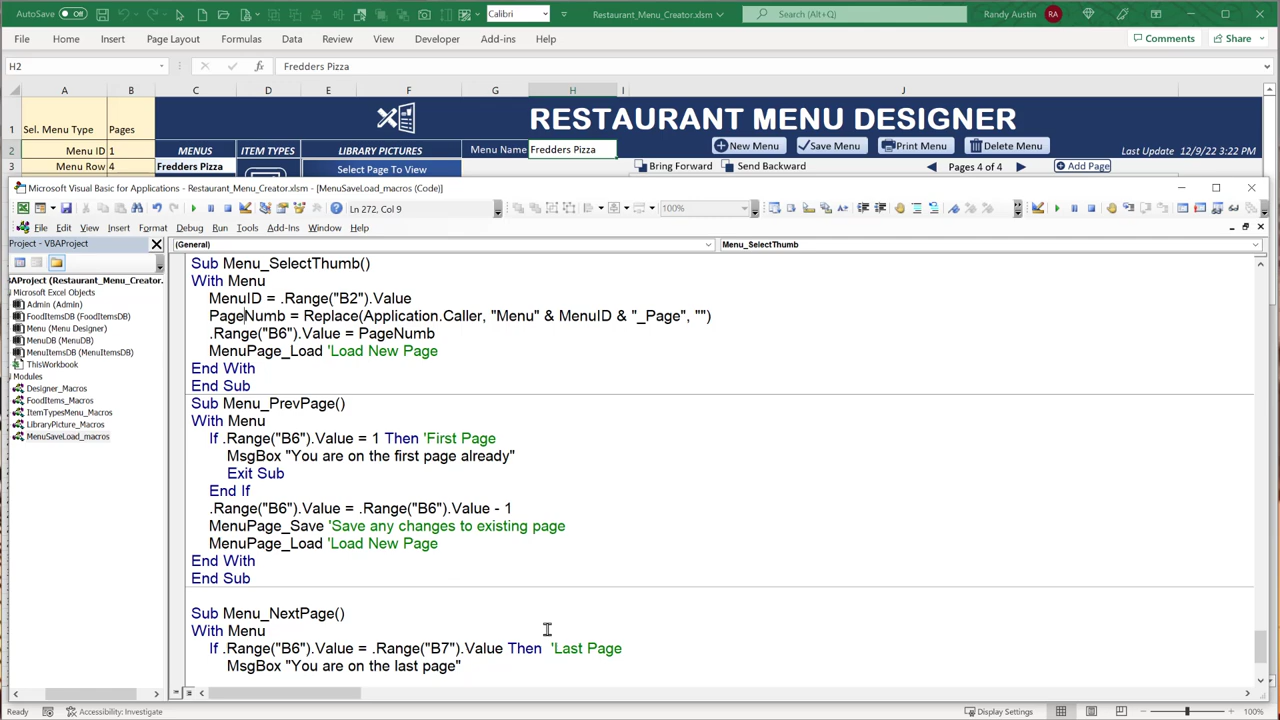 AutoSave Off Calibri Restaurant_Menu_Creator.xlsm Search (Alt+Q) Randy Austin RA
File Home Insert Page Layout Formulas Data Review View Developer Add-ins Help Comments Share
H2 fx Fredders Pizza
A B C D E F G H I J
1 Sel. Menu Type Pages RESTAURANT MENU DESIGNER
2 Menu ID 1 MENUS ITEM TYPES LIBRARY PICTURES Menu Name Fredders Pizza New Menu Save Menu Print Menu Delete Menu Last Update 12/9/22 3:22 PM
3 Menu Row 4 Fredders Pizza Select Page To View Bring Forward Send Backward Pages 4 of 4 Add Page
Microsoft Visual Basic for Applications - Restaurant_Menu_Creator.xlsm - [MenuSaveLoad_macros (Code)]
Ln 272, Col 9 100%
File Edit View Insert Format Debug Run Tools Add-Ins Window Help
Project - VBAProject (General) Menu_SelectThumb
BAProject (Restaurant_Menu_Creator.
Microsoft Excel Objects
Admin (Admin)
FoodItemsDB (FoodItemsDB)
Menu (Menu Designer)
MenuDB (MenuDB)
MenuItemsDB (MenuItemsDB)
ThisWorkbook
Modules
Designer_Macros
FoodItems_Macros
ItemTypesMenu_Macros
LibraryPicture_Macros
MenuSaveLoad_macros
Sub Menu_SelectThumb()
With Menu
MenuID = .Range("B2").Value
PageNumb = Replace(Application.Caller, "Menu" & MenuID & "_Page", "")
.Range("B6").Value = PageNumb
MenuPage_Load 'Load New Page
End With
End Sub
Sub Menu_PrevPage()
With Menu
If .Range("B6").Value = 1 Then 'First Page
MsgBox "You are on the first page already"
Exit Sub
End If
.Range("B6").Value = .Range("B6").Value - 1
MenuPage_Save 'Save any changes to existing page
MenuPage_Load 'Load New Page
End With
End Sub
Sub Menu_NextPage()
With Menu
If .Range("B6").Value = .Range("B7").Value Then 'Last Page
MsgBox "You are on the last page"
Ready Accessibility: Investigate Display Settings 100%